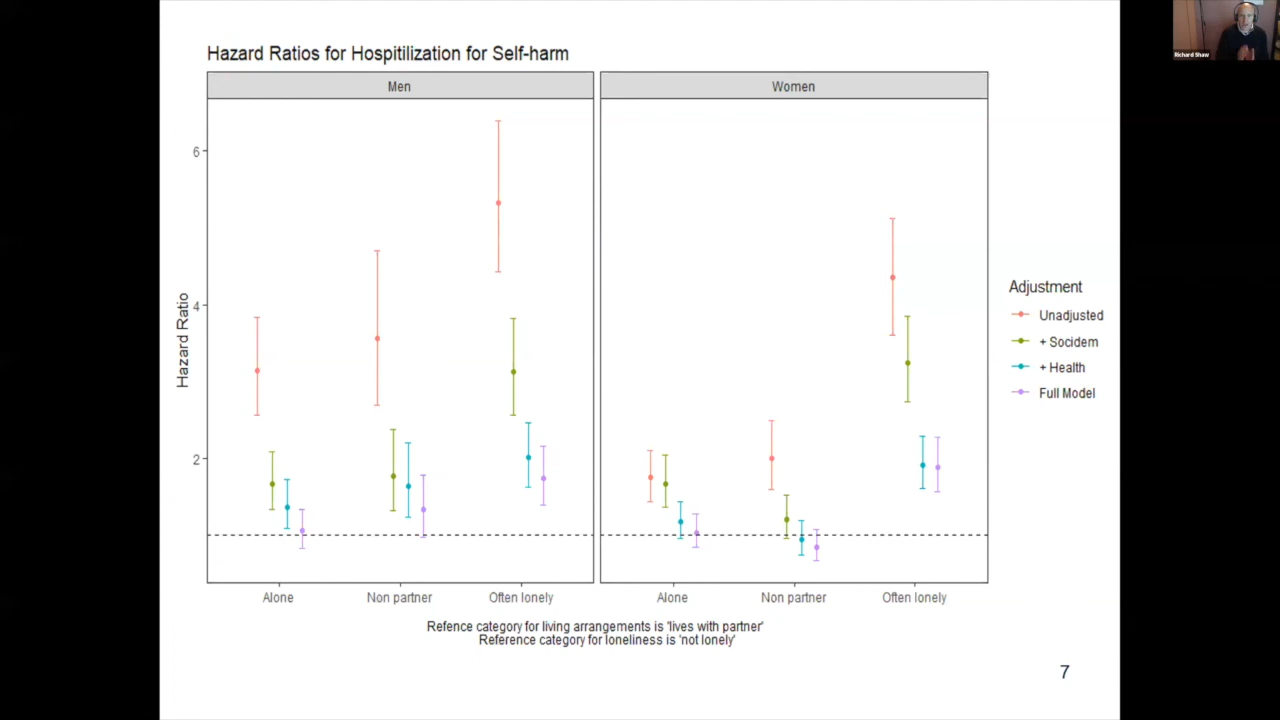 Richard Shaw
Hazard Ratios for Hospitilization for Self-harm
Men
Women
6
4
2
Hazard Ratio
Alone
Non partner
Often lonely
Alone
Non partner
Often lonely
Adjustment
Unadjusted
+ Socidem
+ Health
Full Model
Refence category for living arrangements is 'lives with partner'
Reference category for loneliness is 'not lonely'
7